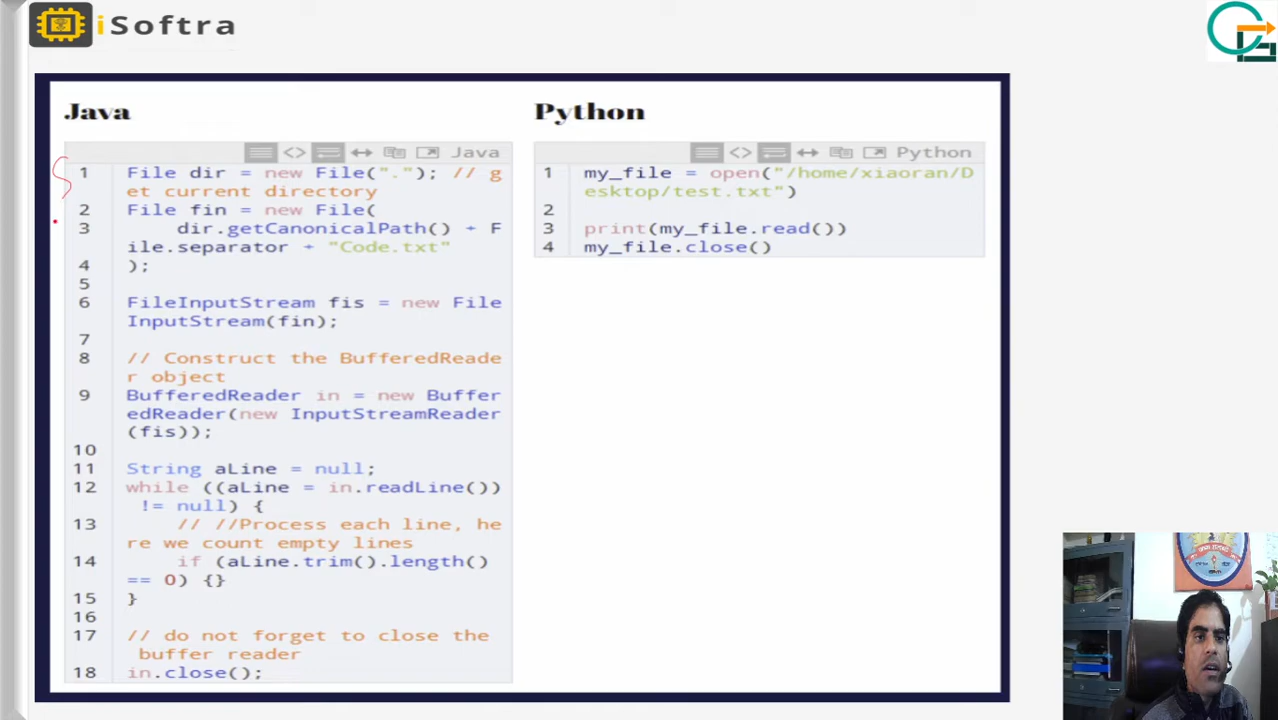 iSoftra
Java
Python
Java
1 File dir = new File("."); // g
et current directory
2 File fin = new File(
3 dir.getCanonicalPath() + F
ile.separator + "Code.txt"
4 );
5
6 FileInputStream fis = new File
InputStream(fin);
7
8 // Construct the BufferedReade
r object
9 BufferedReader in = new Buffer
edReader(new InputStreamReader
(fis));
10
11 String aLine = null;
12 while ((aLine = in.readLine())
!= null) {
13 // //Process each line, he
re we count empty lines
14 if (aLine.trim().length()
== 0) {}
15 }
16
17 // do not forget to close the
buffer reader
18 in.close();
Python
1 my_file = open("/home/xiaoran/D
esktop/test.txt")
2
3 print(my_file.read())
4 my_file.close()